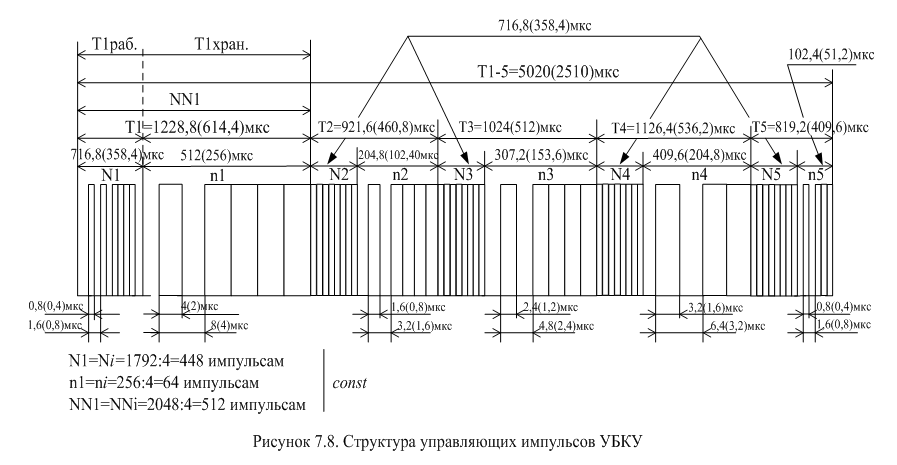 716,8(358,4)мкс
T1раб.
T1хран.
102,4(51,2)мкс
T1-5=5020(2510)мкс
NN1
T1=1228,8(614,4)мкс
T2=921,6(460,8)мкс
T3=1024(512)мкс
T4=1126,4(536,2)мкс
T5=819,2(409,6)мкс
716,8(358,4)мкс
512(256)мкс
204,8(102,40мкс
307,2(153,6)мкс
409,6(204,8)мкс
N1
n1
N2
n2
N3
n3
N4
n4
N5
n5
0,8(0,4)мкс
4(2)мкс
1,6(0,8)мкс
2,4(1,2)мкс
3,2(1,6)мкс
0,8(0,4)мкс
1,6(0,8)мкс
8(4)мкс
3,2(1,6)мкс
4,8(2,4)мкс
6,4(3,2)мкс
1,6(0,8)мкс
N1=Ni=1792:4=448 импульсам
n1=ni=256:4=64 импульсам
const
NN1=NNi=2048:4=512 импульсам
Рисунок 7.8. Структура управляющих импульсов УБКУ